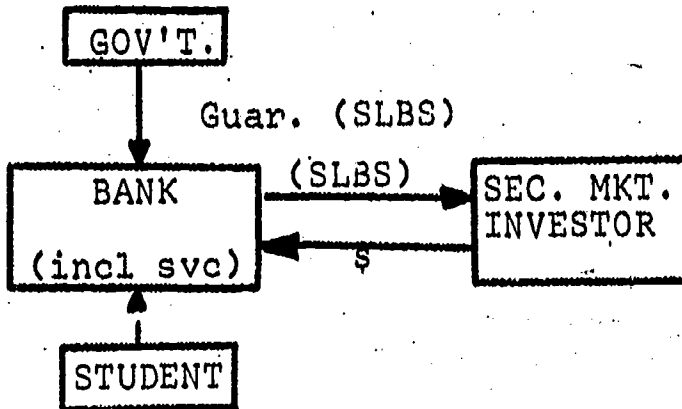 GOV'T.
Guar. (SLBS)
(SLBS)
BANK
(incl svc)
SEC. MKT.
INVESTOR
$
STUDENT